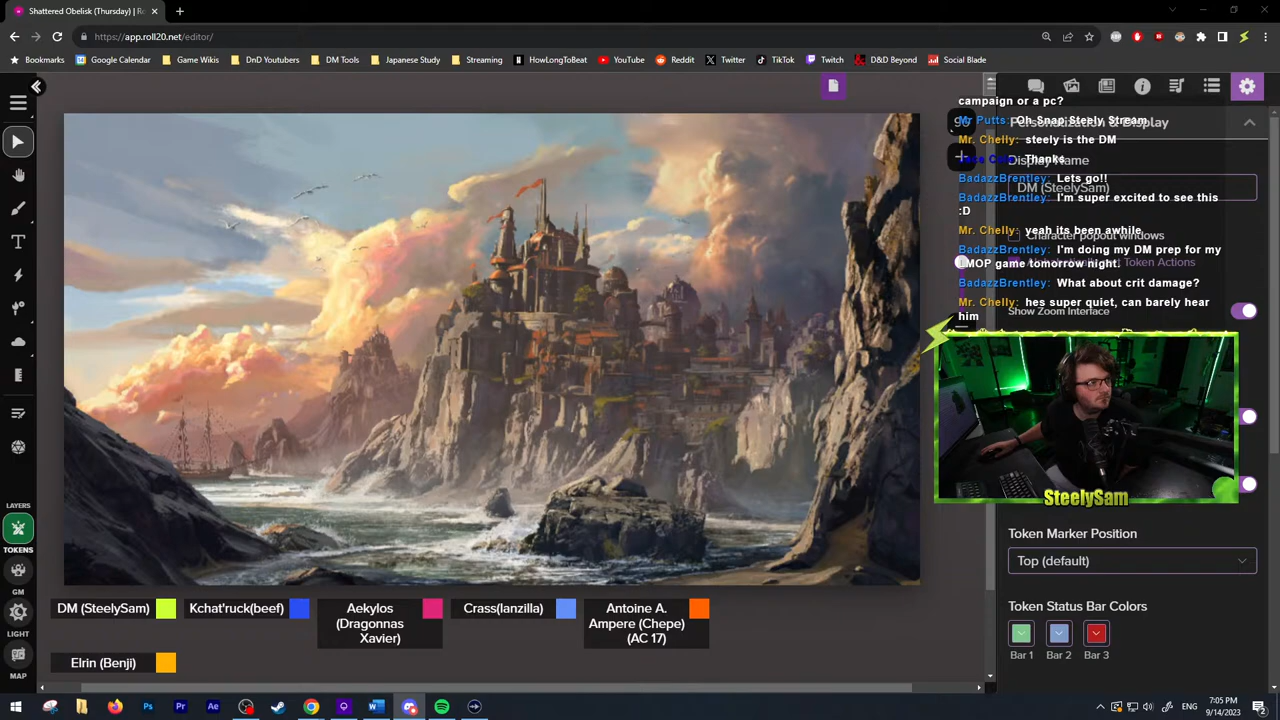 Shattered Obelisk (Thursday) | Ro
https://app.roll20.net/editor/
Bookmarks
Google Calendar
Game Wikis
DnD Youtubers
DM Tools
Japanese Study
Streaming
HowLongToBeat
YouTube
Reddit
Twitter
TikTok
Twitch
D&D Beyond
Social Blade
campaign or a pc?
Mr Putts: Oh Snap Steely Stream
& Display
Mr. Chelly: steely is the DM
Thanks
Display Name
BadazzBrentley: Lets go!!
DM (SteelySam)
BadazzBrentley: I'm super excited to see this
:D
Mr. Chelly: yeah its been awhile
Character popout windows
BadazzBrentley: I'm doing my DM prep for my
LMOP game tomorrow night
Token Actions
BadazzBrentley: What about crit damage?
Mr. Chelly: hes super quiet, can barely hear
him
Show Zoom Interface
SteelySam
Token Marker Position
Top (default)
Token Status Bar Colors
Bar 1
Bar 2
Bar 3
LAYERS
TOKENS
GM
LIGHT
MAP
DM (SteelySam)
Kchat'ruck(beef)
Aekylos
(Dragonnas
Xavier)
Crass(lanzilla)
Antoine A.
Ampere (Chepe)
(AC 17)
Elrin (Benji)
ENG
7:05 PM
9/14/2023
2